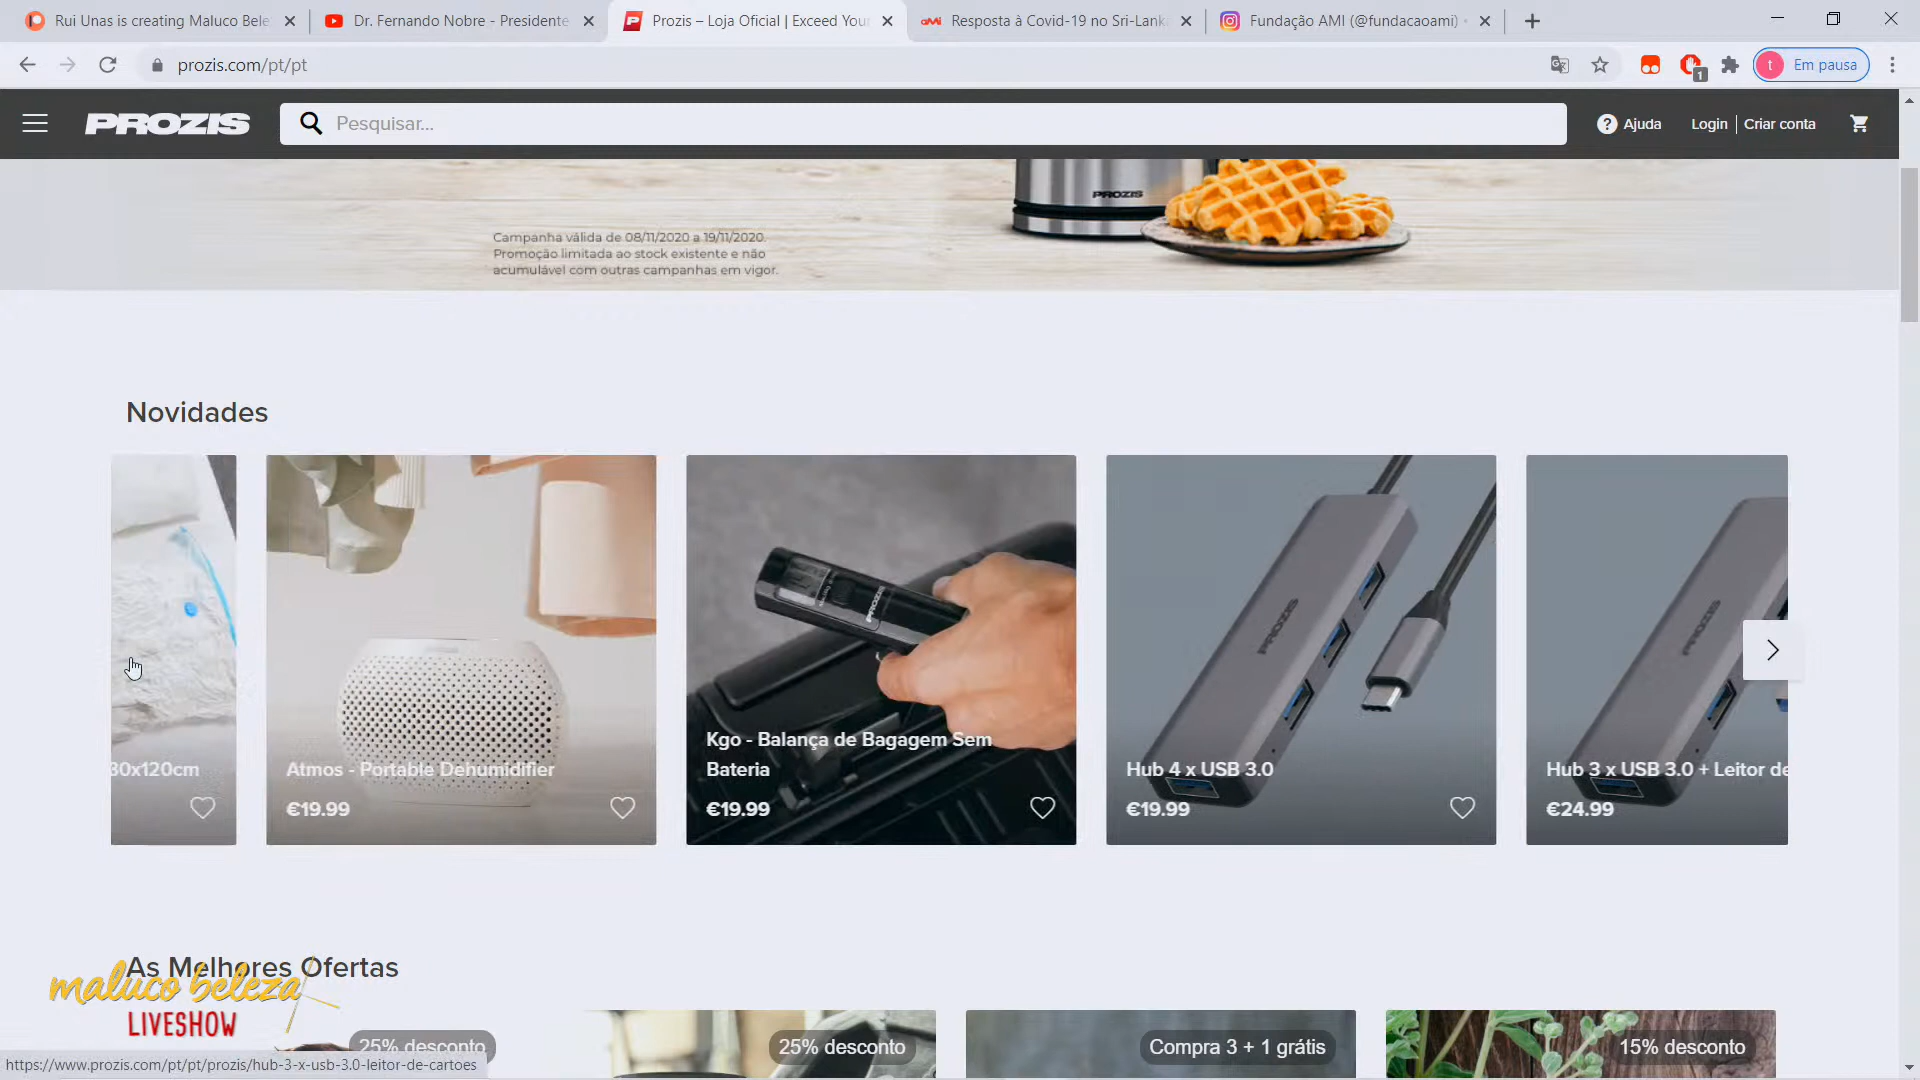 Rui Unas is creating Maluco Bele
Dr. Fernando Nobre - Presidente
Prozis – Loja Oficial | Exceed Your
Resposta à Covid-19 no Sri-Lank
Fundação AMI (@fundacaoami) •
prozis.com/pt/pt
1
t
Em pausa
PROZIS
Pesquisar...
? Ajuda
Login | Criar conta
PROZIS
Campanha válida de 08/11/2020 a 19/11/2020.
Promoção limitada ao stock existente e não
acumulável com outras campanhas em vigor.
Novidades
30x120cm
Atmos - Portable Dehumidifier
€19.99
PROZIS
Kgo - Balança de Bagagem Sem
Bateria
€19.99
PROZIS
Hub 4 x USB 3.0
€19.99
PROZIS
Hub 3 x USB 3.0 + Leitor de
€24.99
As Melhores Ofertas
maluco beleza
LIVESHOW
25% desconto
25% desconto
Compra 3 + 1 grátis
15% desconto
https://www.prozis.com/pt/pt/prozis/hub-3-x-usb-3.0-leitor-de-cartoes